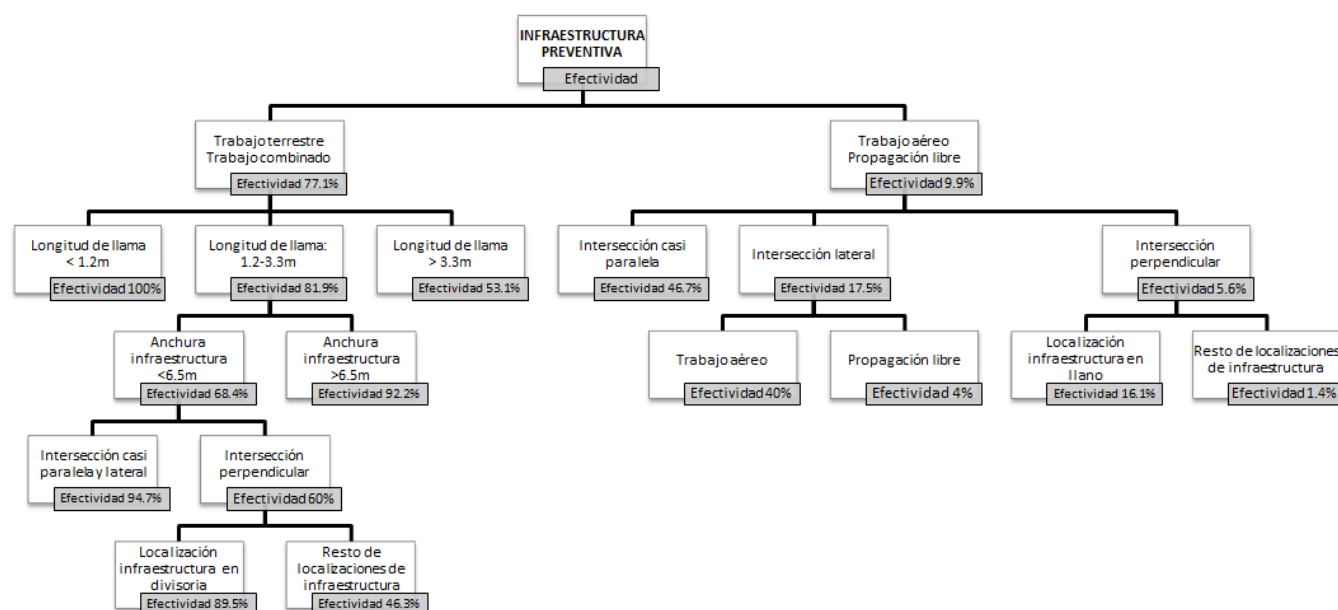 INFRAESTRUCTURA
PREVENTIVA
Efectividad
Trabajo terrestre
Trabajo combinado
Efectividad 77.1%
Trabajo aéreo
Propagación libre
Efectividad 9.9%
Longitud de llama
< 1.2m
Efectividad 100%
Longitud de llama:
1.2-3.3m
Efectividad 81.9%
Longitud de llama
> 3.3m
Efectividad 53.1%
Intersección casi
paralela
Efectividad 46.7%
Intersección lateral
Efectividad 17.5%
Intersección
perpendicular
Efectividad 5.6%
Anchura
infraestructura
<6.5m
Efectividad 68.4%
Anchura
infraestructura
>6.5m
Efectividad 92.2%
Trabajo aéreo
Efectividad 40%
Propagación libre
Efectividad 4%
Localización
infraestructura en
llano
Efectividad 16.1%
Resto de localizaciones
de infraestructura
Efectividad 1.4%
Intersección casi
paralela y lateral
Efectividad 94.7%
Intersección
perpendicular
Efectividad 60%
Localización
infraestructura en
divisoria
Efectividad 89.5%
Resto de
localizaciones de
infraestructura
Efectividad 46.3%